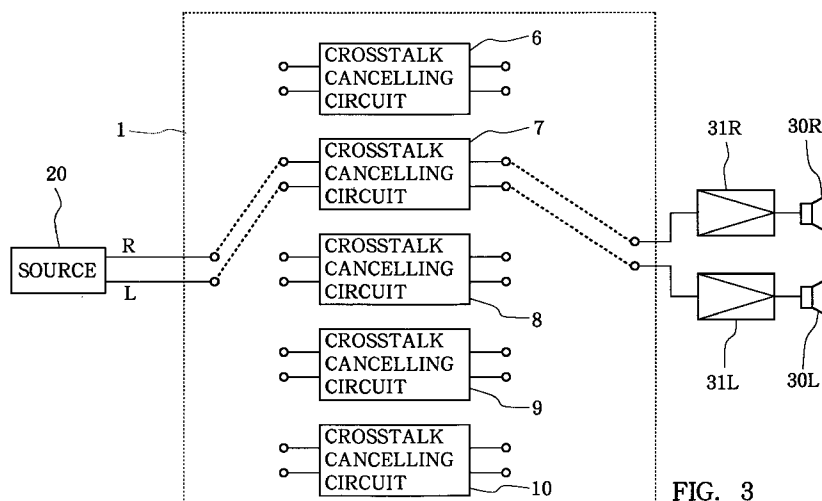 6
CROSSTALK
CANCELLING
CIRCUIT
1
7
CROSSTALK
CANCELLING
CIRCUIT
31R
30R
20
R
SOURCE
L
CROSSTALK
CANCELLING
CIRCUIT
8
31L
30L
CROSSTALK
CANCELLING
CIRCUIT
9
CROSSTALK
CANCELLING
CIRCUIT
10
FIG. 3